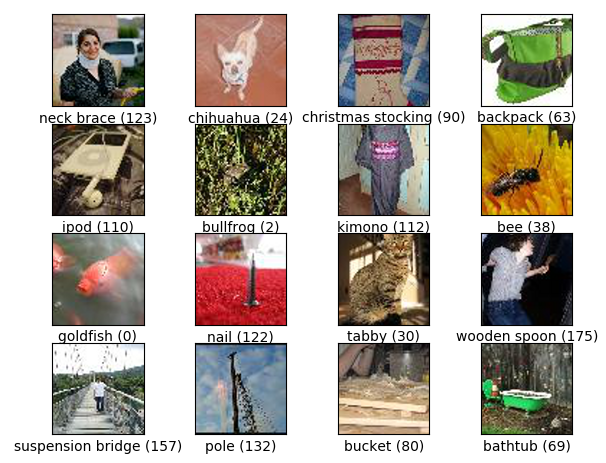 neck brace (123)
chihuahua (24)
christmas stocking (90)
backpack (63)
ipod (110)
bullfrog (2)
kimono (112)
bee (38)
goldfish (0)
nail (122)
tabby (30)
wooden spoon (175)
suspension bridge (157)
pole (132)
bucket (80)
bathtub (69)